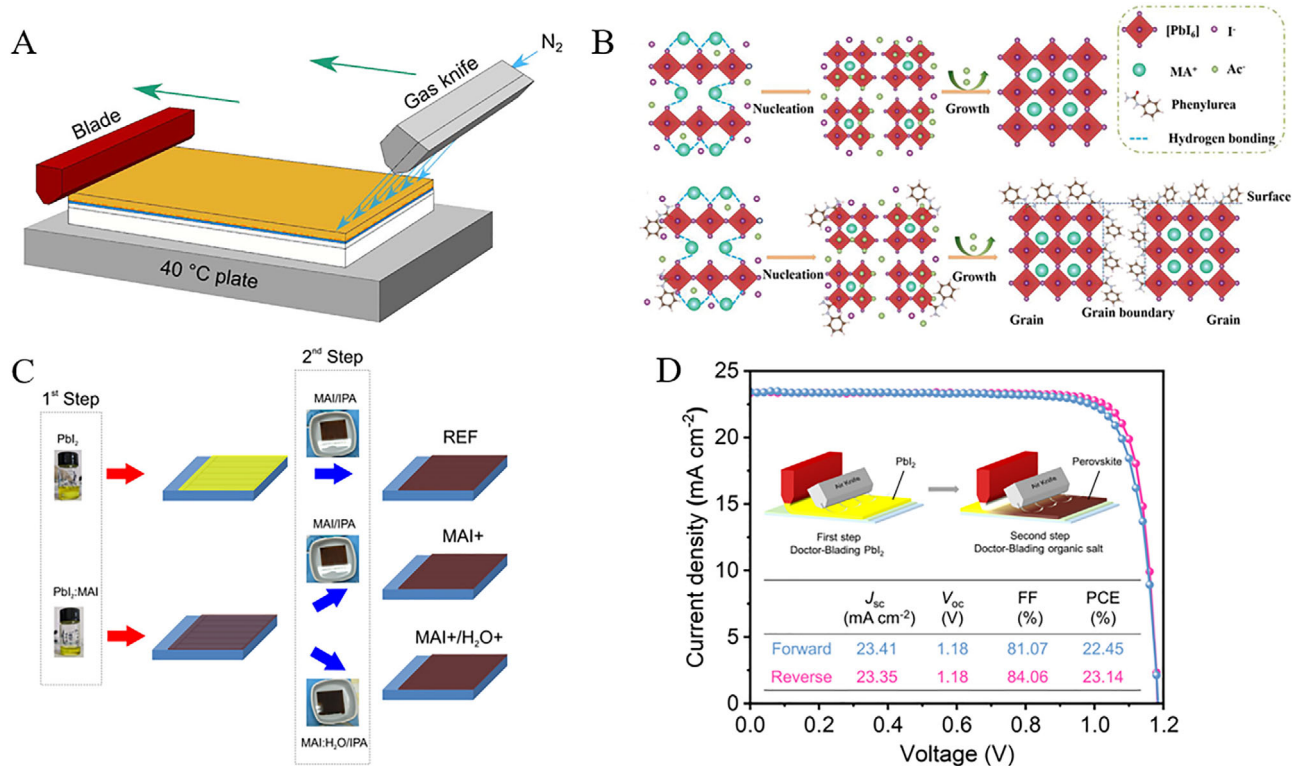 A
Blade
Gas knife
N₂
40 °C plate
B
Nucleation
Growth
[PbI₆]
I⁻
MA⁺
Ac⁻
Phenylurea
Hydrogen bonding
Nucleation
Growth
Surface
Grain
Grain boundary
Grain
C
1st Step
2nd Step
PbI₂
MAI/IPA
REF
MAI/IPA
MAI+
PbI₂:MAI
MAI+/H₂O+
MAI:H₂O/IPA
D
Current density (mA cm⁻²)
25
20
15
10
5
0
Air Knife
PbI₂
Air Knife
Perovskite
First step
Doctor-Blading PbI₂
Second step
Doctor-Blading organic salt
Jsc (mA cm⁻²) Voc (V) FF (%) PCE (%)
Forward 23.41 1.18 81.07 22.45
Reverse 23.35 1.18 84.06 23.14
0.0 0.2 0.4 0.6 0.8 1.0 1.2
Voltage (V)